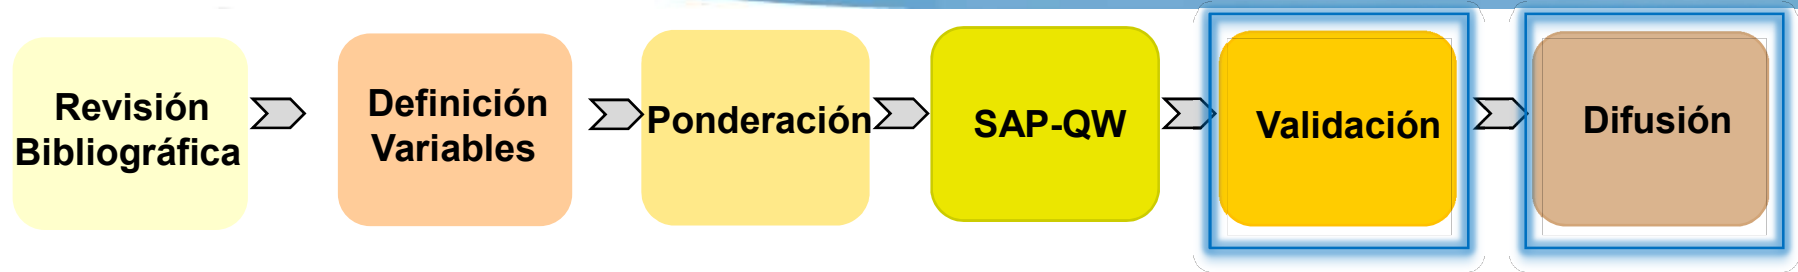 Revisión
Bibliográfica
Definición
Variables
Ponderación
SAP-QW
Validación
Difusión